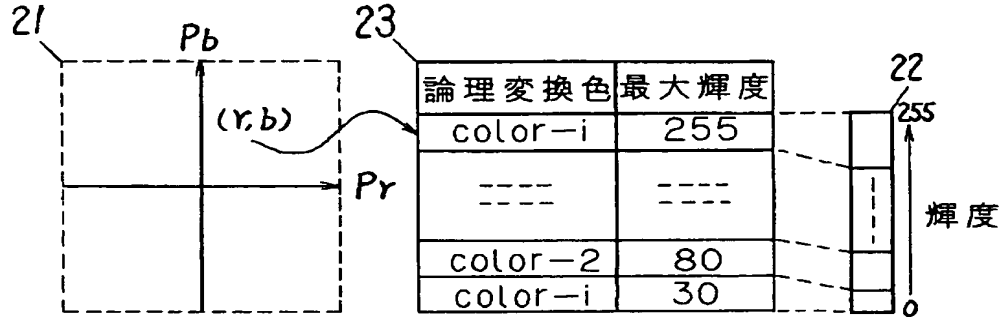 21
Pb
(r,b)
Pr
23
論理変換色 最大輝度
color-i 255
---- ----
---- ----
color-2 80
color-i 30
22
255
輝度
0